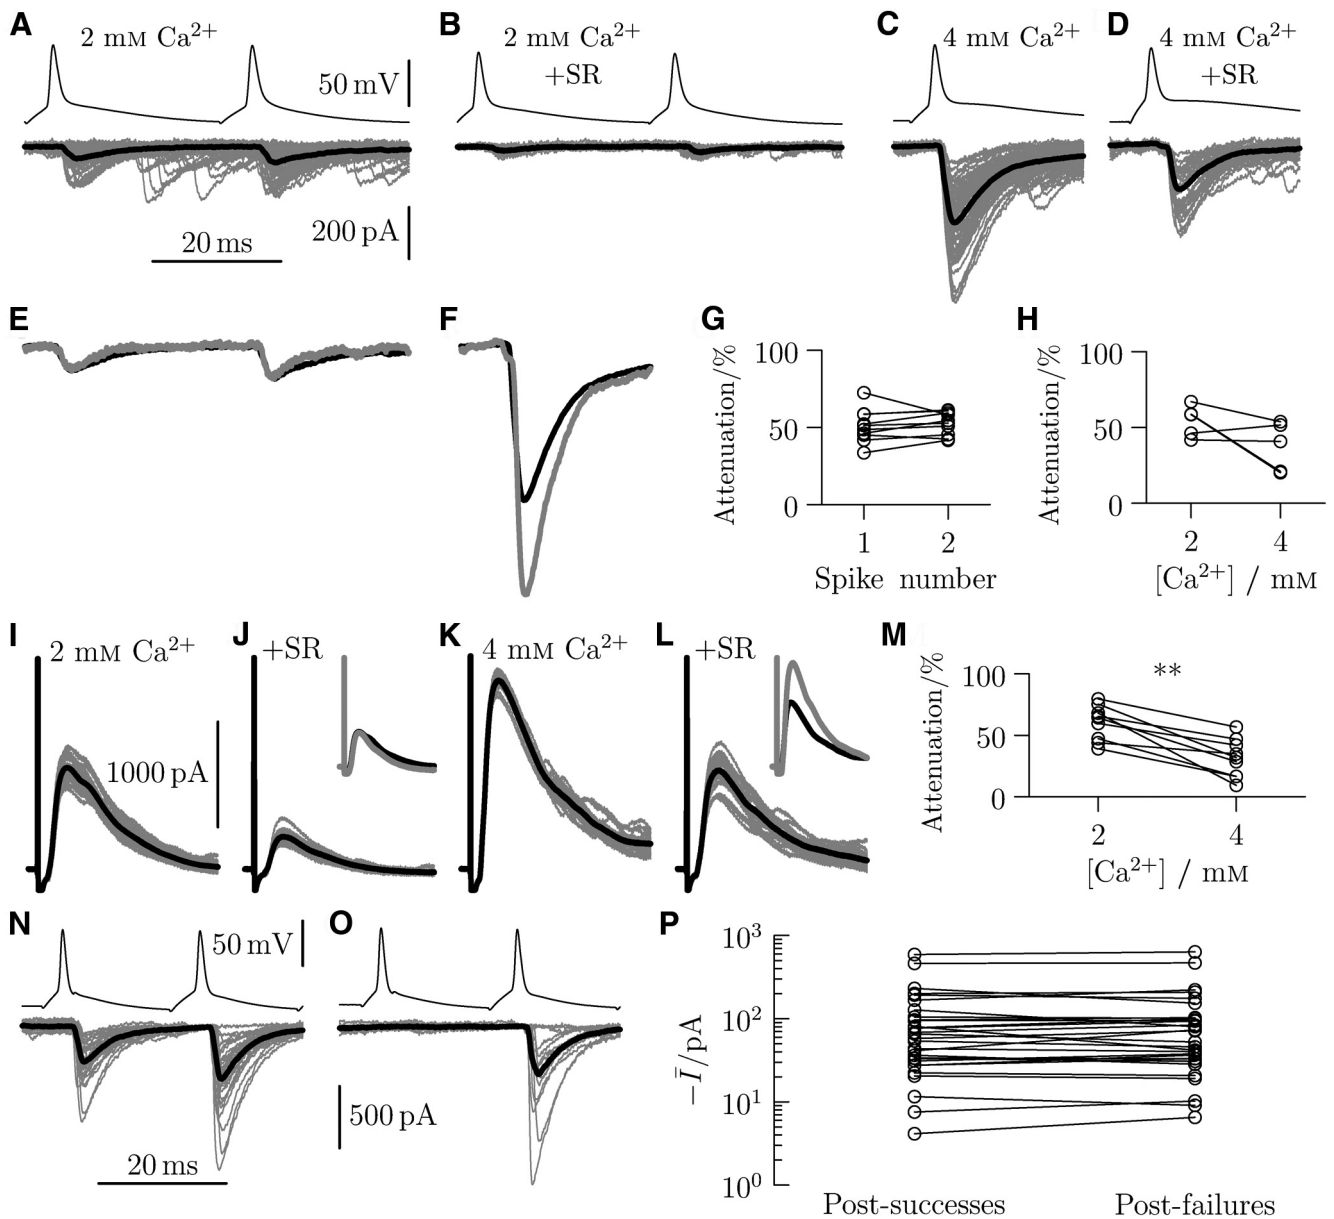 A
2 mM Ca²⁺
50 mV
200 pA
20 ms
B
2 mM Ca²⁺
+SR
C
4 mM Ca²⁺
D
4 mM Ca²⁺
+SR
E
F
G
Attenuation/%
100
50
0
1 2
Spike number
H
Attenuation/%
100
50
0
2 4
[Ca²⁺] / mM
I
2 mM Ca²⁺
1000 pA
J
+SR
K
4 mM Ca²⁺
L
+SR
M
**
Attenuation/%
100
50
0
2 4
[Ca²⁺] / mM
N
50 mV
20 ms
O
500 pA
P
−Ī/pA
10³
10²
10¹
10⁰
Post-successes Post-failures